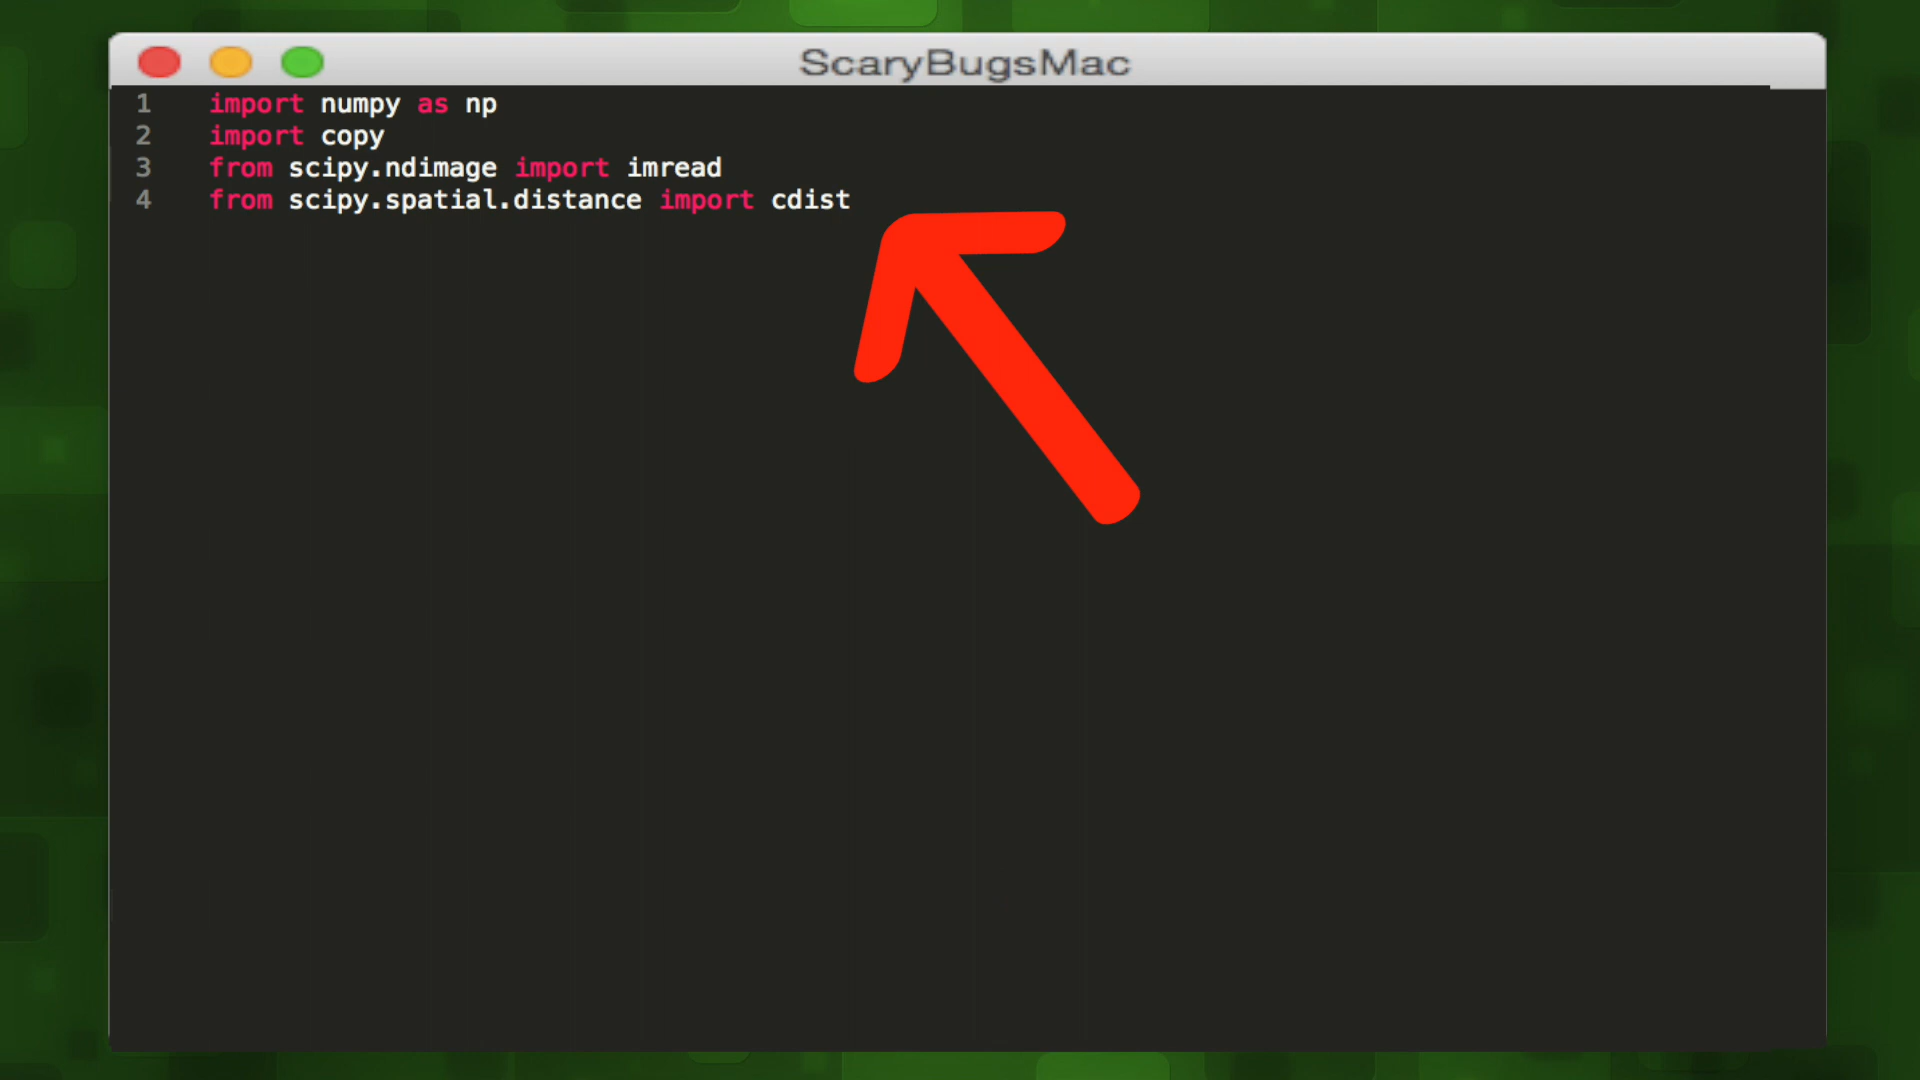 ScaryBugsMac
1 import numpy as np
2 import copy
3 from scipy.ndimage import imread
4 from scipy.spatial.distance import cdist